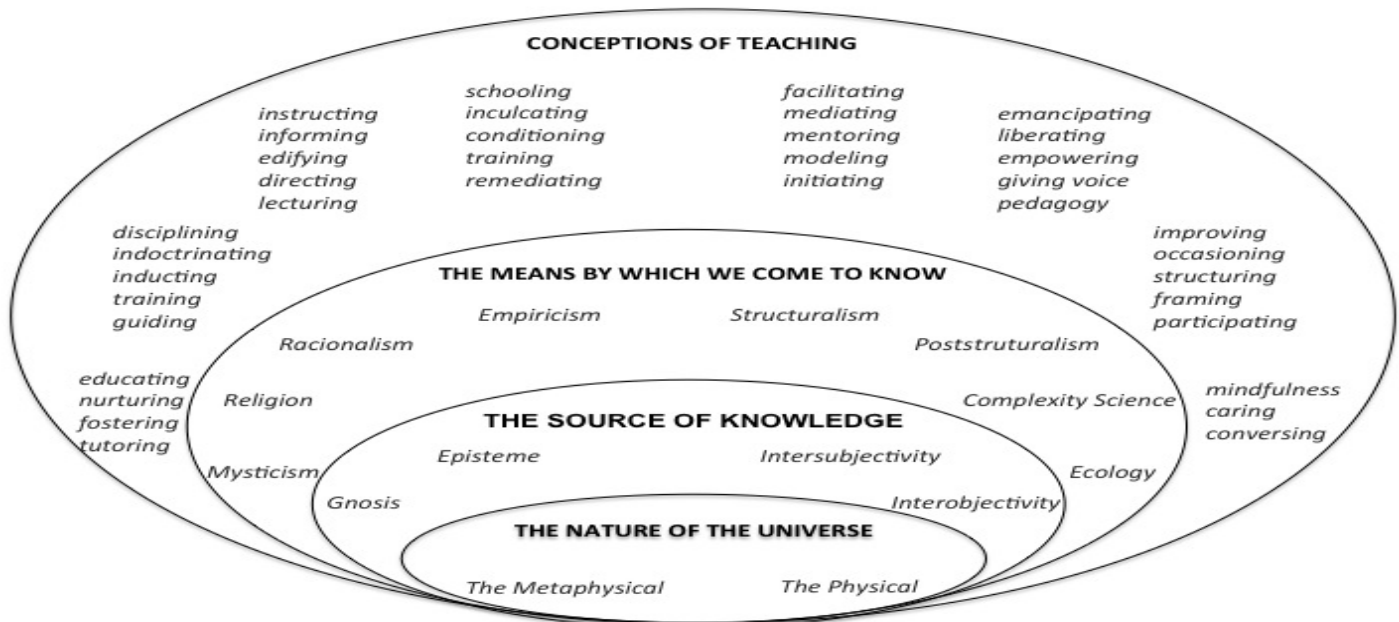 CONCEPTIONS OF TEACHING
schooling
inculcating
conditioning
training
remediating
facilitating
mediating
mentoring
modeling
initiating
instructing
informing
edifying
directing
lecturing
emancipating
liberating
empowering
giving voice
pedagogy
disciplining
indoctrinating
inducting
training
guiding
improving
occasioning
structuring
framing
participating
educating
nurturing
fostering
tutoring
mindfulness
caring
conversing
THE MEANS BY WHICH WE COME TO KNOW
Empiricism
Structuralism
Racionalism
Poststruturalism
Religion
Complexity Science
Mysticism
Ecology
THE SOURCE OF KNOWLEDGE
Episteme
Intersubjectivity
Gnosis
Interobjectivity
THE NATURE OF THE UNIVERSE
The Metaphysical
The Physical